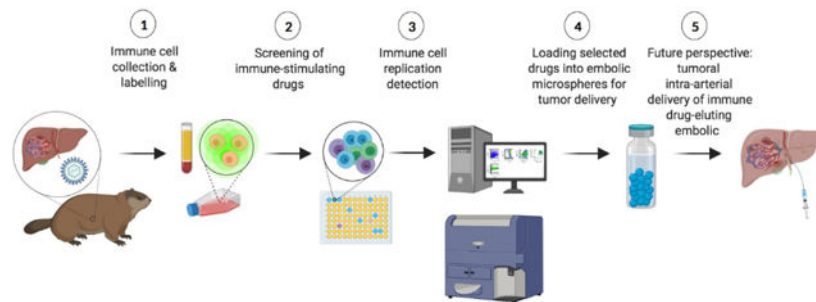 1
Immune cell
collection &
labelling
2
Screening of
immune-stimulating
drugs
3
Immune cell
replication
detection
4
Loading selected
drugs into embolic
microspheres for
tumor delivery
5
Future perspective:
tumoral
intra-arterial
delivery of immune
drug-eluting
embolic